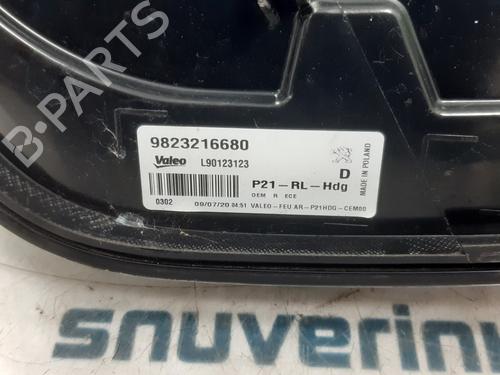 9823216680
Valeo L90123123
D
P21-RL-Hdg
OEM R ECE
MADE IN POLAND
0302 09/07/20 04:51 VALEO-FEU AR-P21HDG-CEM00
B-Parts
snuverinu